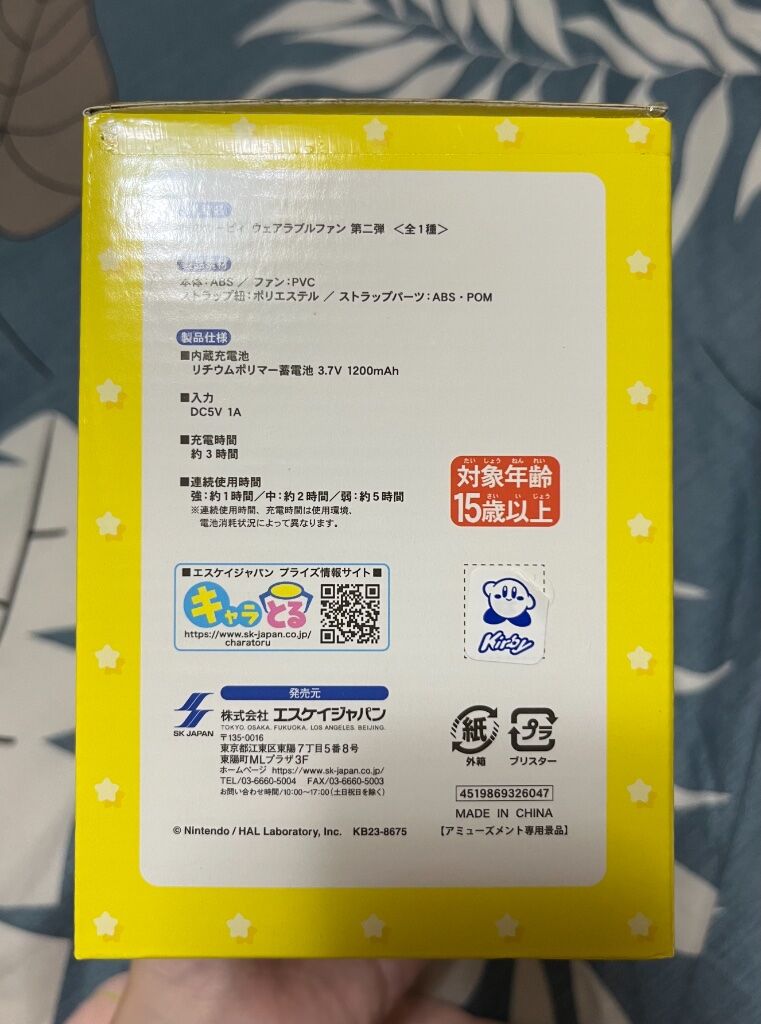 ウェアラブルファン 第二弾 <全1種>
本体：ABS ／ ファン：PVC
ストラップ紐：ポリエステル ／ ストラップパーツ：ABS・POM
製品仕様
■内蔵充電池
リチウムポリマー蓄電池 3.7V 1200mAh
■入力
DC5V 1A
■充電時間
約3時間
■連続使用時間
強：約1時間／中：約2時間／弱：約5時間
※連続使用時間、充電時間は使用環境、
電池消耗状況によって異なります。
たいしょう ねん れい
対象年齢
さい い じょう
15歳以上
■エスケイジャパン プライズ情報サイト■
キャラとる
https://www.sk-japan.co.jp/
charatoru
Kirby
SK JAPAN
発売元
株式会社 エスケイジャパン
TOKYO. OSAKA. FUKUOKA. LOS ANGELES. BEIJING.
〒135-0016
東京都江東区東陽7丁目5番8号
東陽町MLプラザ3F
ホームページ https://www.sk-japan.co.jp/
TEL/03-6660-5004 FAX/03-6660-5003
お問い合わせ時間/10:00〜17:00(土日祝日を除く)
紙
外箱
プラ
ブリスター
4519869326047
MADE IN CHINA
【アミューズメント専用景品】
© Nintendo / HAL Laboratory, Inc. KB23-8675